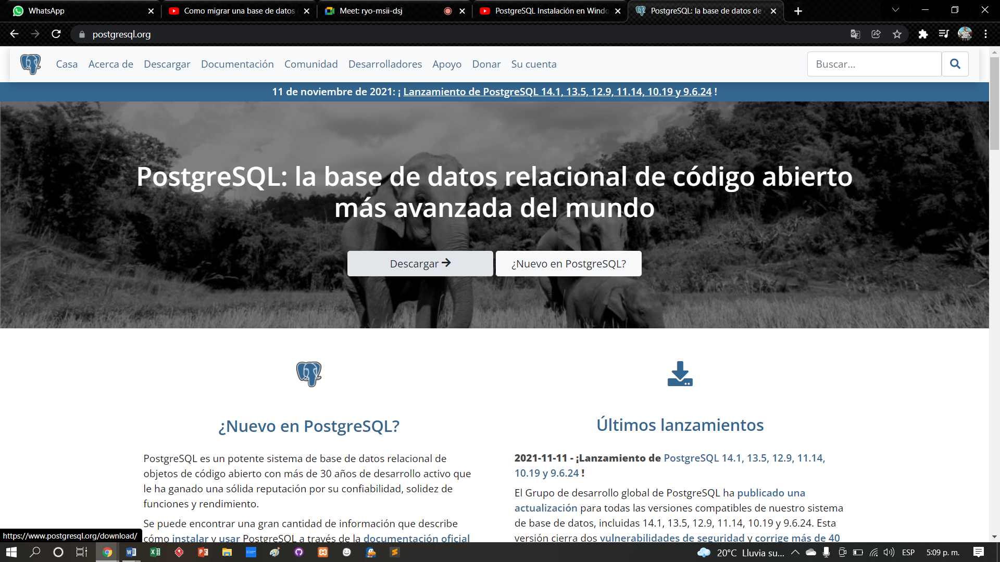 WhatsApp
Como migrar una base de datos
Meet: ryo-msii-dsj
PostgreSQL Instalación en Windo
PostgreSQL: la base de datos de
postgresql.org
Casa Acerca de Descargar Documentación Comunidad Desarrolladores Apoyo Donar Su cuenta
Buscar...
11 de noviembre de 2021: ¡ Lanzamiento de PostgreSQL 14.1, 13.5, 12.9, 11.14, 10.19 y 9.6.24 !
PostgreSQL: la base de datos relacional de código abierto
más avanzada del mundo
Descargar
¿Nuevo en PostgreSQL?
¿Nuevo en PostgreSQL?
PostgreSQL es un potente sistema de base de datos relacional de
objetos de código abierto con más de 30 años de desarrollo activo que
le ha ganado una sólida reputación por su confiabilidad, solidez de
funciones y rendimiento.
Se puede encontrar una gran cantidad de información que describe
cómo instalar y usar PostgreSQL a través de la documentación oficial
Últimos lanzamientos
2021-11-11 - ¡Lanzamiento de PostgreSQL 14.1, 13.5, 12.9, 11.14,
10.19 y 9.6.24 !
El Grupo de desarrollo global de PostgreSQL ha publicado una
actualización para todas las versiones compatibles de nuestro sistema
de base de datos, incluidas 14.1, 13.5, 12.9, 11.14, 10.19 y 9.6.24. Esta
versión cierra dos vulnerabilidades de seguridad y corrige más de 40
https://www.postgresql.org/download/
20°C Lluvia su...
ESP
5:09 p. m.